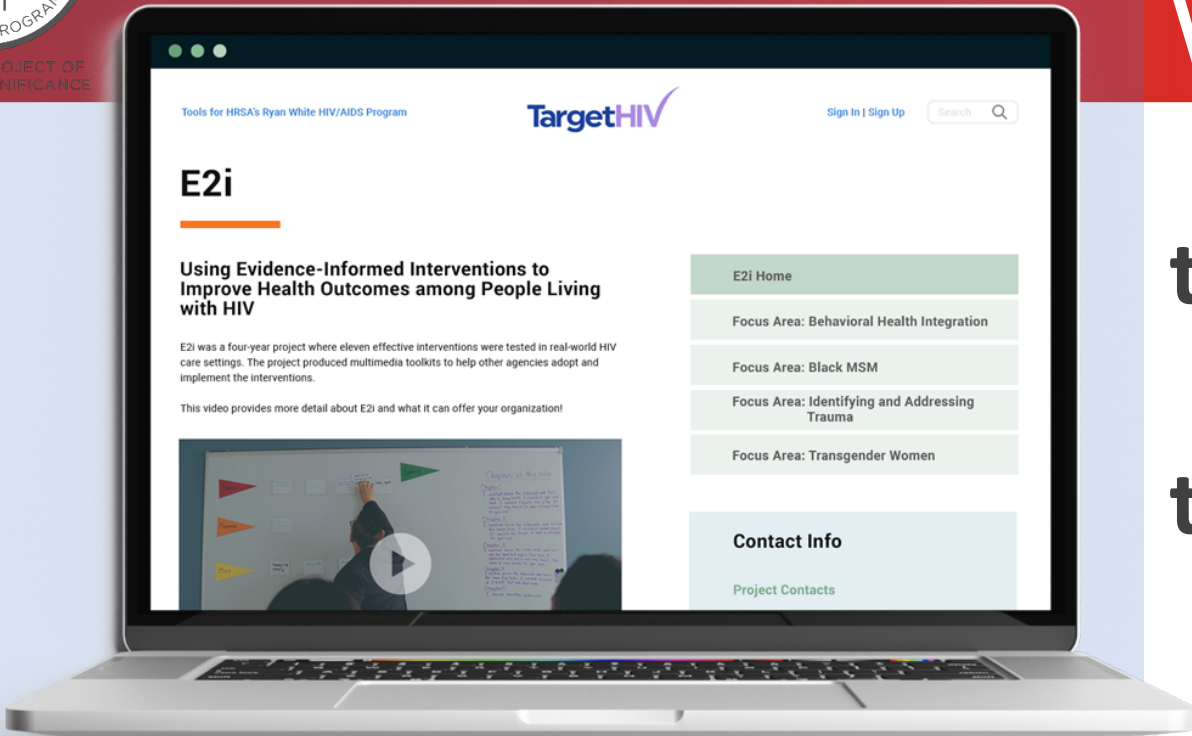 PROGRAM
OJECT OF
NIFICANCE
Tools for HRSA's Ryan White HIV/AIDS Program
TargetHIV
Sign In | Sign Up
Search
E2i
Using Evidence-Informed Interventions to
Improve Health Outcomes among People Living
with HIV
E2i was a four-year project where eleven effective interventions were tested in real-world HIV
care settings. The project produced multimedia toolkits to help other agencies adopt and
implement the interventions.
This video provides more detail about E2i and what it can offer your organization!
E2i Home
Focus Area: Behavioral Health Integration
Focus Area: Black MSM
Focus Area: Identifying and Addressing
Trauma
Focus Area: Transgender Women
Contact Info
Project Contacts
t
t